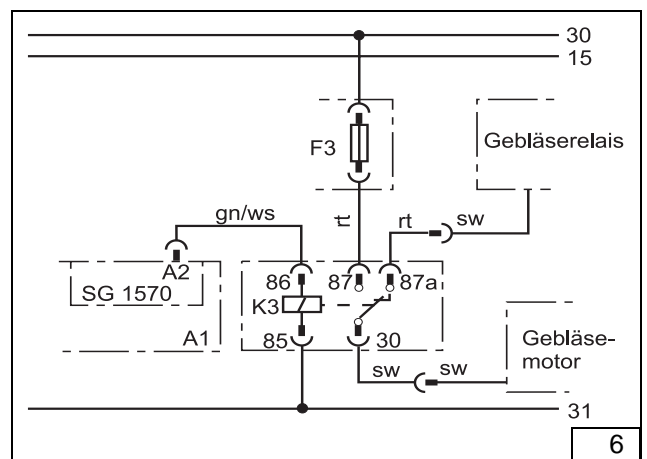 30
15
F3
Gebläserelais
gn/ws
rt
rt
sw
A2
SG 1570
A1
86
87
87a
K3
85
30
Gebläse-
motor
sw
sw
31
6